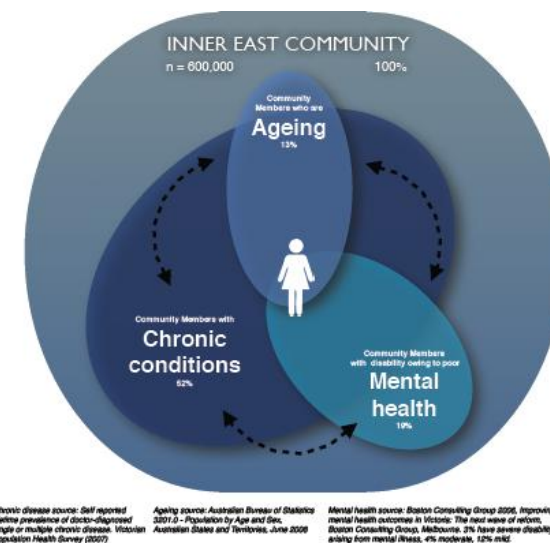 INNER EAST COMMUNITY
n = 600,000 100%
Community
Members who are
Ageing
13%
Community Members with
Chronic
conditions
62%
Community Members
with disability owing to poor
Mental
health
19%
hronic disease source: Self reported
etime prevalence of doctor-diagnosed
ngle or multiple chronic disease. Victorian
opulation Health Survey (2007)
Ageing source: Australian Bureau of Statistics
3201.0 - Population by Age and Sex,
Australian States and Territories, June 2008
Mental health source: Boston Consulting Group 2006, Improving
mental health outcomes in Victoria: The next wave of reform,
Boston Consulting Group, Melbourne. 3% have severe disability
arising from mental illness, 4% moderate, 12% mild.